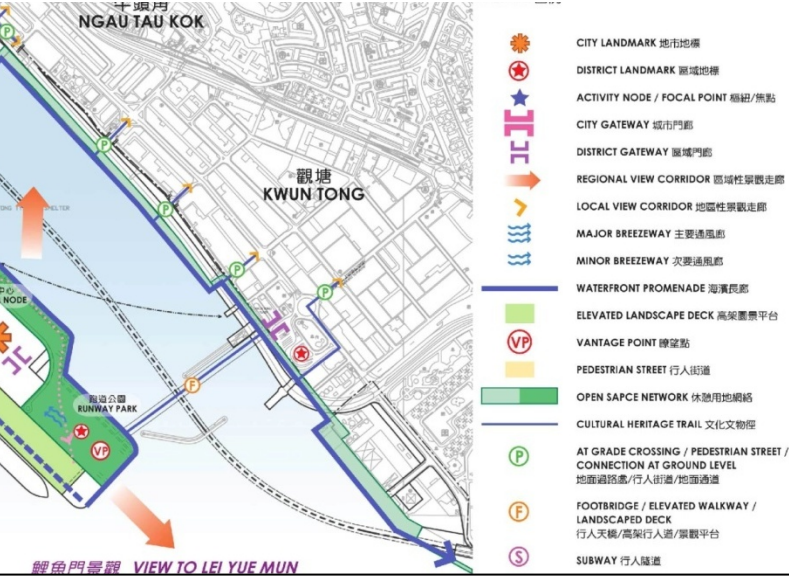 NGAU TAU KOK
觀塘
KWUN TONG
跑道公園
RUNWAY PARK
鯉魚門景觀 VIEW TO LEI YUE MUN
NODE
P
P
P
P
P
F
VP
CITY LANDMARK 地市地標
DISTRICT LANDMARK 區域地標
ACTIVITY NODE / FOCAL POINT 樞紐/焦點
CITY GATEWAY 城市門廊
DISTRICT GATEWAY 區域門廊
REGIONAL VIEW CORRIDOR 區域性景觀走廊
LOCAL VIEW CORRIDOR 地區性景觀走廊
MAJOR BREEZEWAY 主要通風廊
MINOR BREEZEWAY 次要通風廊
WATERFRONT PROMENADE 海濱長廊
ELEVATED LANDSCAPE DECK 高架園景平台
VP
VANTAGE POINT 瞭望點
PEDESTRIAN STREET 行人街道
OPEN SAPCE NETWORK 休憩用地網絡
CULTURAL HERITAGE TRAIL 文化文物徑
P
AT GRADE CROSSING / PEDESTRIAN STREET /
CONNECTION AT GROUND LEVEL
地面過路處/行人街道/地面通道
F
FOOTBRIDGE / ELEVATED WALKWAY /
LANDSCAPED DECK
行人天橋/高架行人道/景觀平台
S
SUBWAY 行人隧道